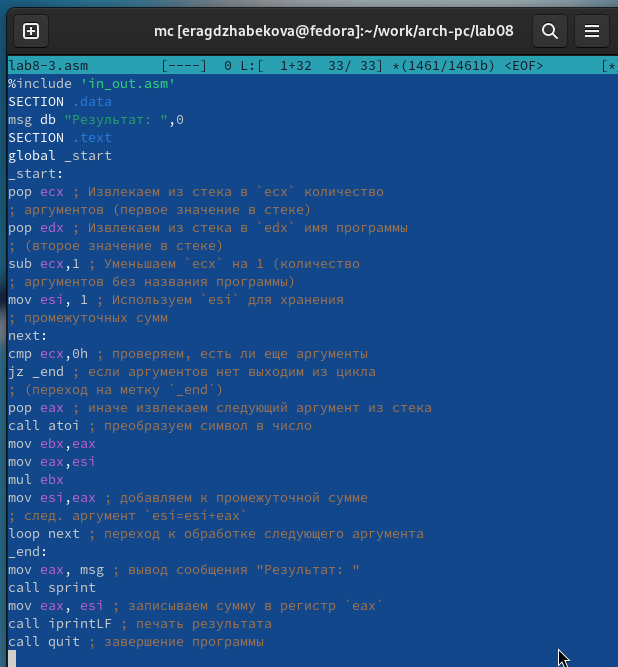 mc [eragdzhabekova@fedora]:~/work/arch-pc/lab08
lab8-3.asm [----] 0 L:[ 1+32 33/ 33] *(1461/1461b) <EOF> [*
%include 'in_out.asm'
SECTION .data
msg db "Результат: ",0
SECTION .text
global _start
_start:
pop ecx ; Извлекаем из стека в `ecx` количество
; аргументов (первое значение в стеке)
pop edx ; Извлекаем из стека в `edx` имя программы
; (второе значение в стеке)
sub ecx,1 ; Уменьшаем `ecx` на 1 (количество
; аргументов без названия программы)
mov esi, 1 ; Используем `esi` для хранения
; промежуточных сумм
next:
cmp ecx,0h ; проверяем, есть ли еще аргументы
jz _end ; если аргументов нет выходим из цикла
; (переход на метку `_end`)
pop eax ; иначе извлекаем следующий аргумент из стека
call atoi ; преобразуем символ в число
mov ebx,eax
mov eax,esi
mul ebx
mov esi,eax ; добавляем к промежуточной сумме
; след. аргумент `esi=esi+eax`
loop next ; переход к обработке следующего аргумента
_end:
mov eax, msg ; вывод сообщения "Результат: "
call sprint
mov eax, esi ; записываем сумму в регистр `eax`
call iprintLF ; печать результата
call quit ; завершение программы